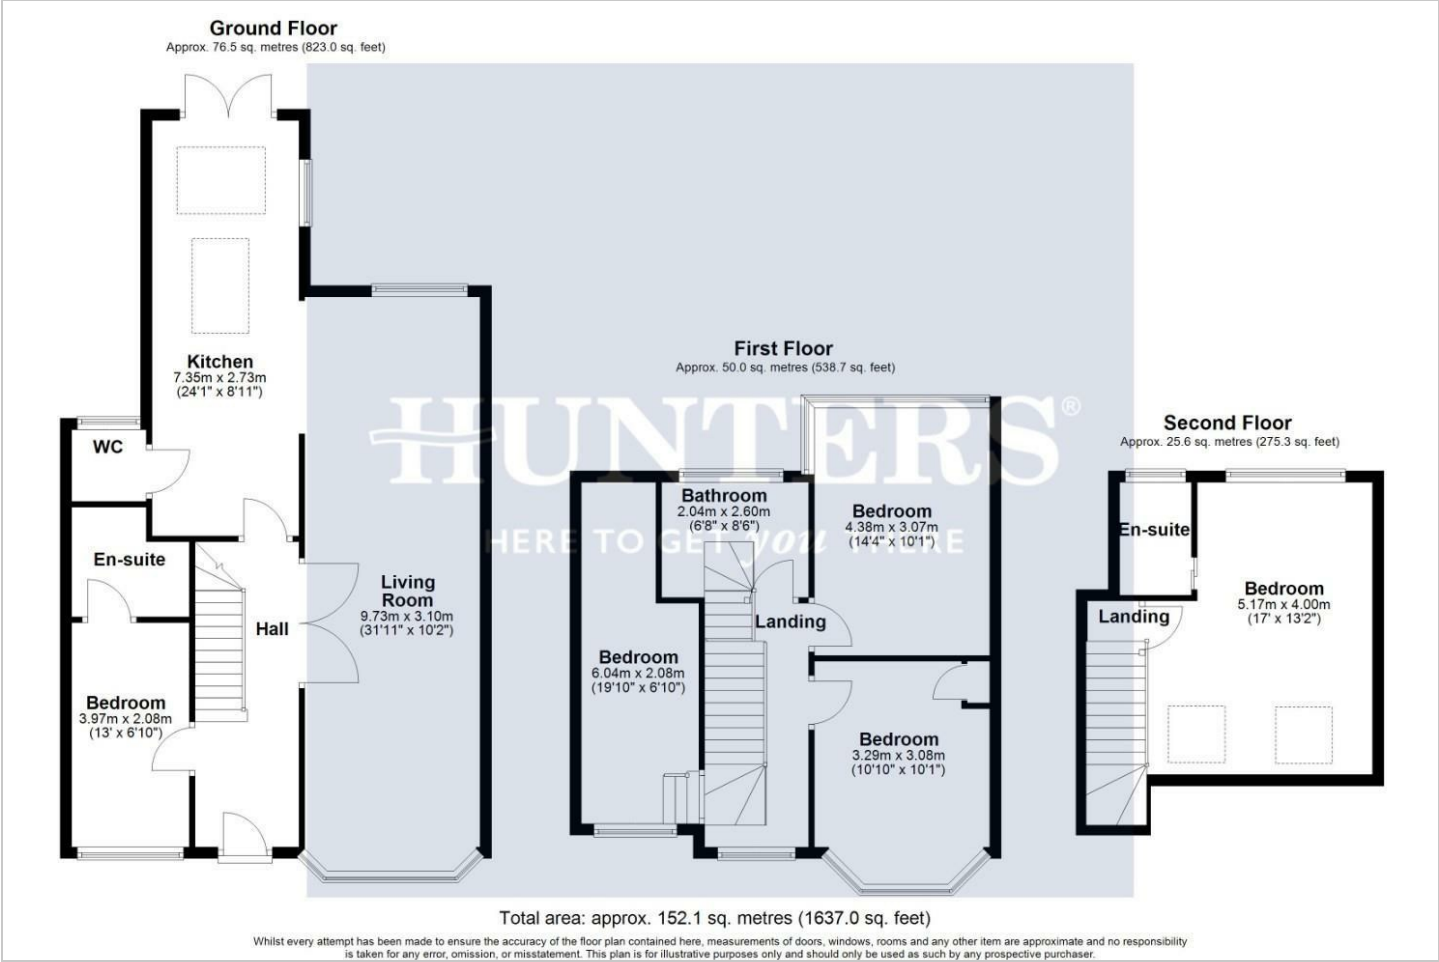 Ground Floor
Approx. 76.5 sq. metres (823.0 sq. feet)
Kitchen
7.35m x 2.73m
(24'1" x 8'11")
WC
En-suite
Living
Room
9.73m x 3.10m
(31'11" x 10'2")
Hall
Bedroom
3.97m x 2.08m
(13' x 6'10")
First Floor
Approx. 50.0 sq. metres (538.7 sq. feet)
HUNTERS®
HERE TO GET you THERE
Bathroom
2.04m x 2.60m
(6'8" x 8'6")
Bedroom
4.38m x 3.07m
(14'4" x 10'1")
Landing
Bedroom
6.04m x 2.08m
(19'10" x 6'10")
Bedroom
3.29m x 3.08m
(10'10" x 10'1")
Second Floor
Approx. 25.6 sq. metres (275.3 sq. feet)
En-suite
Bedroom
5.17m x 4.00m
(17' x 13'2")
Landing
Total area: approx. 152.1 sq. metres (1637.0 sq. feet)
Whilst every attempt has been made to ensure the accuracy of the floor plan contained here, measurements of doors, windows, rooms and any other item are approximate and no responsibility
is taken for any error, omission, or misstatement. This plan is for illustrative purposes only and should only be used as such by any prospective purchaser.